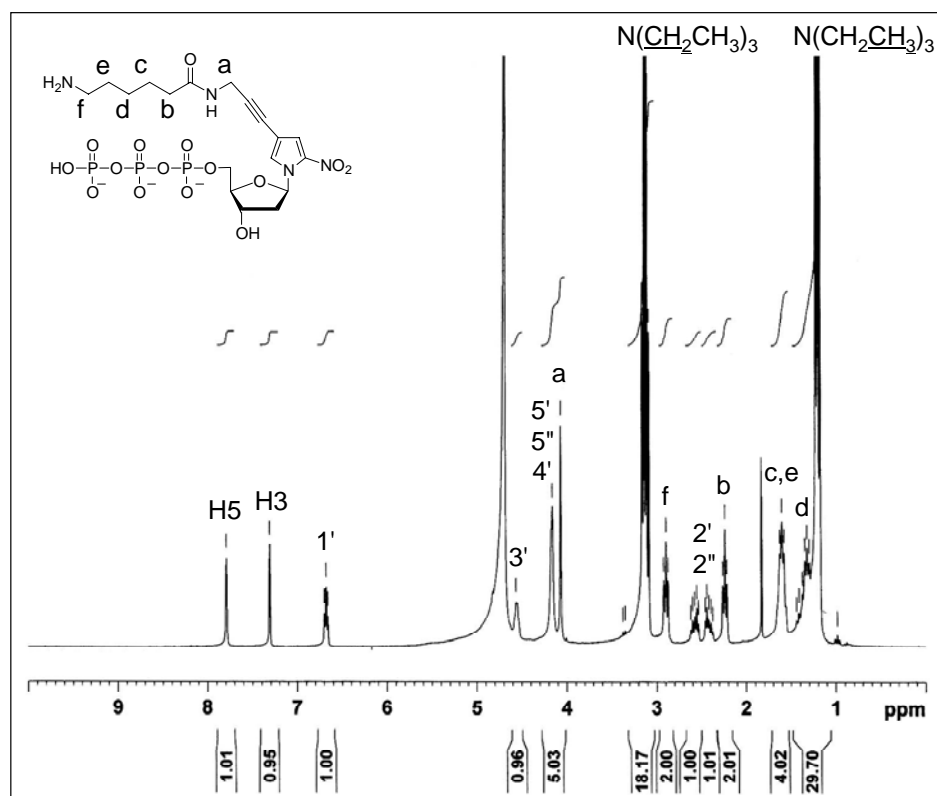 N(CH2CH3)3
N(CH2CH3)3
e c O a
H2N N
H
f d b
O O O
HO P O P O P O O N NO2
O− O− O−
OH
a
5'
5"
4'
H5
H3
1'
3'
f
2'
2"
b
c,e
d
9 8 7 6 5 4 3 2 1 ppm
1.01
0.95
1.00
0.96
5.03
18.17
2.00
1.00
1.01
2.01
4.02
29.70